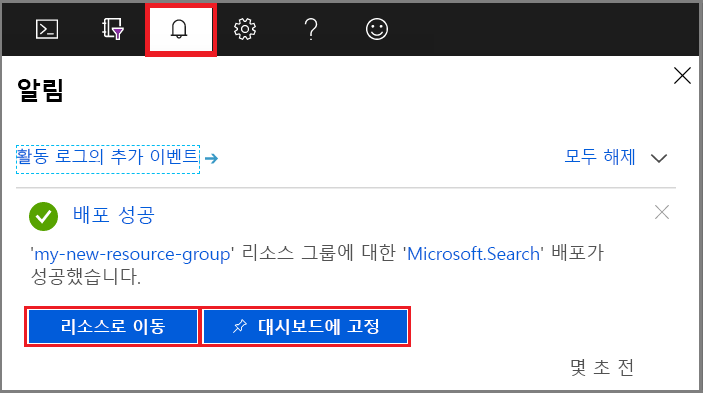 알림
활동 로그의 추가 이벤트
모두 해제
배포 성공
'my-new-resource-group' 리소스 그룹에 대한 'Microsoft.Search' 배포가
성공했습니다.
리소스로 이동
대시보드에 고정
몇 초 전